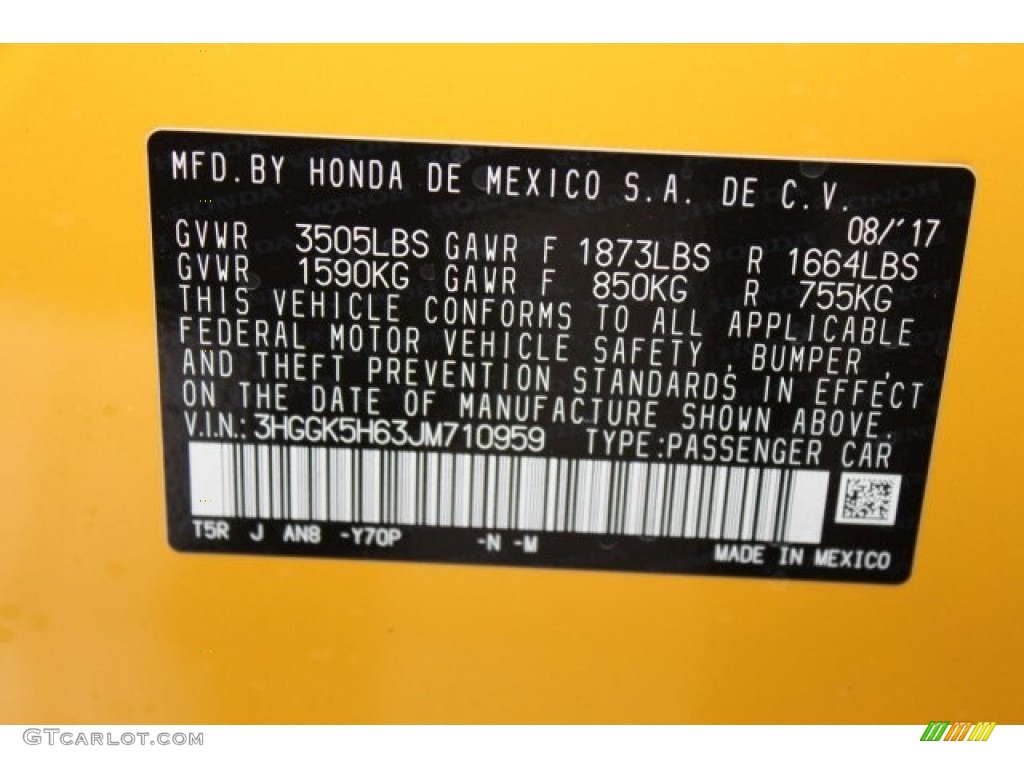 MFD. BY HONDA DE MEXICO S.A. DE C.V.
08/'17
GVWR 3505LBS GAWR F 1873LBS R 1664LBS
GVWR 1590KG GAWR F 850KG R 755KG
THIS VEHICLE CONFORMS TO ALL APPLICABLE
FEDERAL MOTOR VEHICLE SAFETY, BUMPER,
AND THEFT PREVENTION STANDARDS IN EFFECT
ON THE DATE OF MANUFACTURE SHOWN ABOVE.
V.I.N.: 3HGGK5H63JM710959 TYPE:PASSENGER CAR
T5R J AN8 -Y70P -N -M
MADE IN MEXICO
GTCARLOT.COM